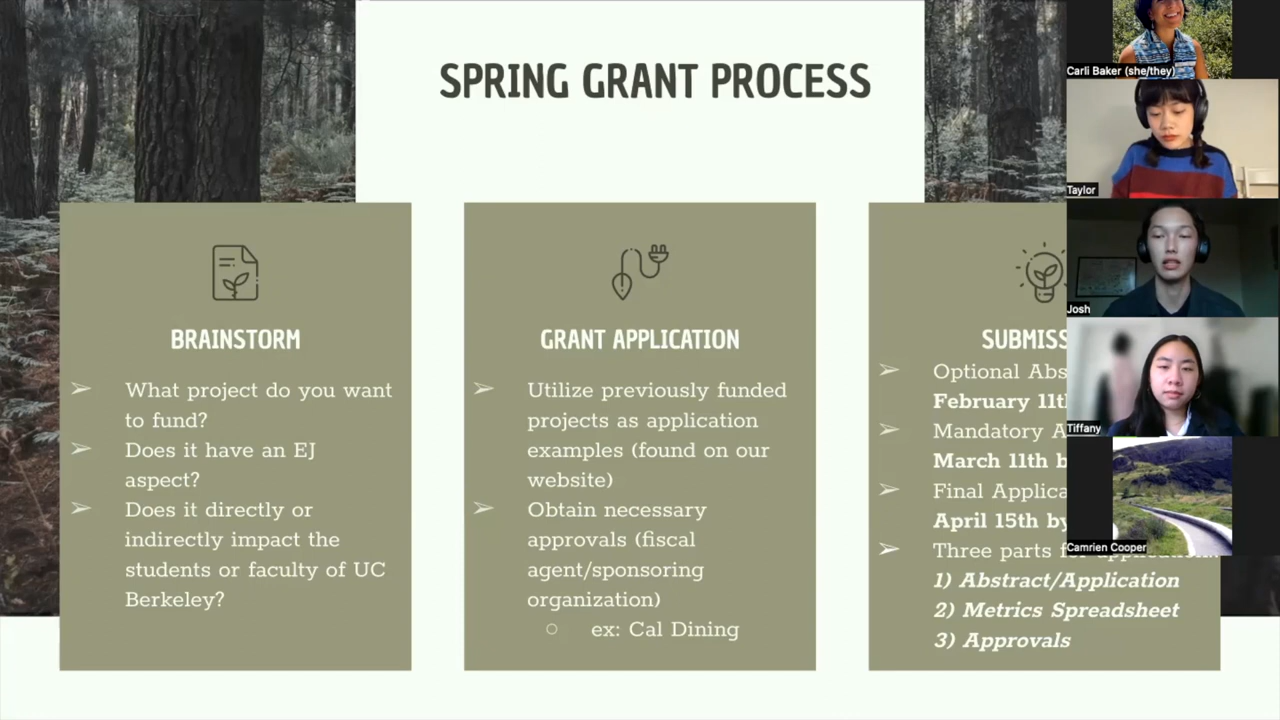 SPRING GRANT PROCESS
BRAINSTORM
What project do you want
to fund?
Does it have an EJ
aspect?
Does it directly or
indirectly impact the
students or faculty of UC
Berkeley?
GRANT APPLICATION
Utilize previously funded
projects as application
examples (found on our
website)
Obtain necessary
approvals (fiscal
agent/sponsoring
organization)
ex: Cal Dining
SUBMISS
Optional Abs
February 11th
Mandatory A
March 11th b
Final Applica
April 15th by
Three parts
1) Abstract/Application
2) Metrics Spreadsheet
3) Approvals
Carli Baker (she/they)
Taylor
Josh
Tiffany
Camrien Cooper